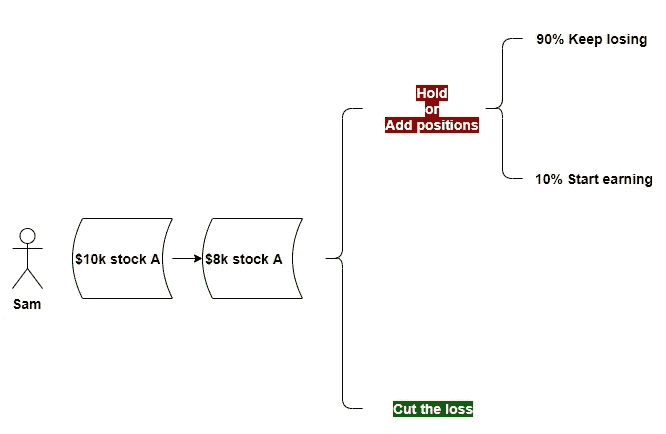 90% Keep losing
Hold
or
Add positions
10% Start earning
$10k stock A
$8k stock A
Sam
Cut the loss